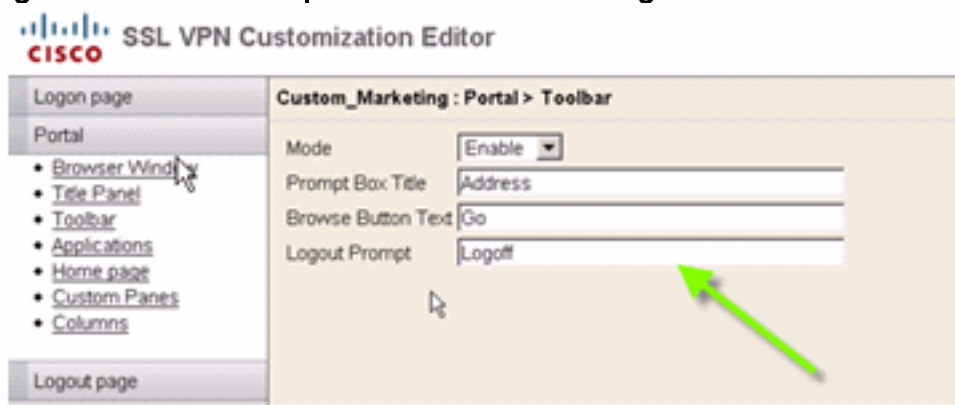 CISCO SSL VPN Customization Editor
Logon page
Portal
• Browser Window
• Title Panel
• Toolbar
• Applications
• Home page
• Custom Panes
• Columns
Logout page
Custom_Marketing : Portal > Toolbar
Mode Enable
Prompt Box Title Address
Browse Button Text Go
Logout Prompt Logoff